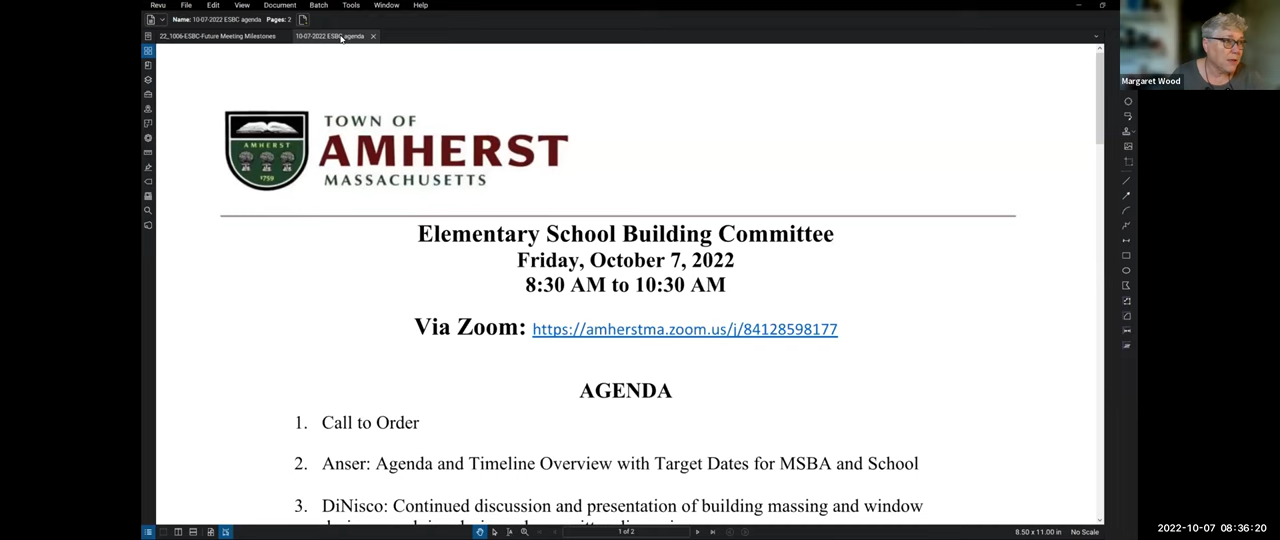 Revu File Edit View Document Batch Tools Window Help
Name: 10-07-2022 ESBC agenda Pages: 2
22_1006-ESBC-Future Meeting Milestones 10-07-2022 ESBC agenda
Margaret Wood
TOWN OF
AMHERST
MASSACHUSETTS
AMHERST
1759
Elementary School Building Committee
Friday, October 7, 2022
8:30 AM to 10:30 AM
Via Zoom: https://amherstma.zoom.us/j/84128598177
AGENDA
1. Call to Order
2. Anser: Agenda and Timeline Overview with Target Dates for MSBA and School
3. DiNisco: Continued discussion and presentation of building massing and window
1 of 2
8.50 x 11.00 in No Scale
2022-10-07 08:36:20